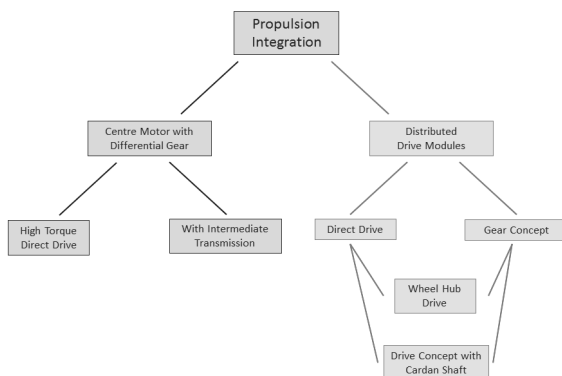 Propulsion
Integration
Centre Motor with
Differential Gear
Distributed
Drive Modules
High Torque
Direct Drive
With Intermediate
Transmission
Direct Drive
Gear Concept
Wheel Hub
Drive
Drive Concept with
Cardan Shaft